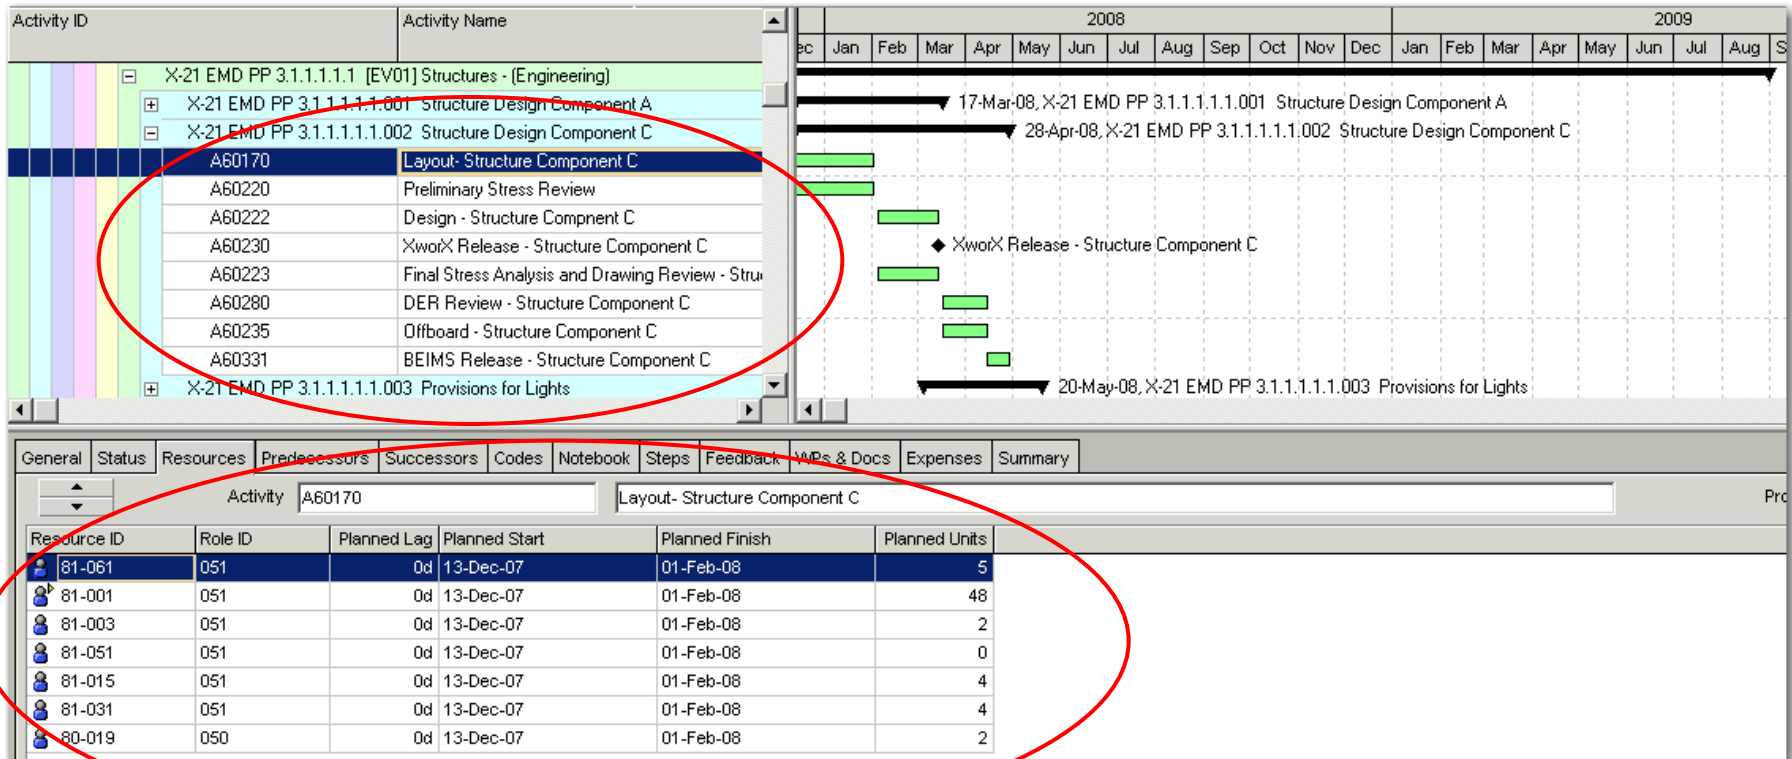 Activity ID Activity Name 2008 2009
ec Jan Feb Mar Apr May Jun Jul Aug Sep Oct Nov Dec Jan Feb Mar Apr May Jun Jul Aug S
X-21 EMD PP 3.1.1.1.1.1 [EV01] Structures - (Engineering)
X-21 EMD PP 3.1.1.1.1.1.001 Structure Design Component A 17-Mar-08, X-21 EMD PP 3.1.1.1.1.1.001 Structure Design Component A
X-21 EMD PP 3.1.1.1.1.1.002 Structure Design Component C 28-Apr-08, X-21 EMD PP 3.1.1.1.1.1.002 Structure Design Component C
A60170 Layout- Structure Component C
A60220 Preliminary Stress Review
A60222 Design - Structure Compnent C
A60230 XworX Release - Structure Component C XworX Release - Structure Component C
A60223 Final Stress Analysis and Drawing Review - Stru
A60280 DER Review - Structure Component C
A60235 Offboard - Structure Component C
A60331 BEIMS Release - Structure Component C
X-21 EMD PP 3.1.1.1.1.1.003 Provisions for Lights 20-May-08, X-21 EMD PP 3.1.1.1.1.1.003 Provisions for Lights
General Status Resources Predecessors Successors Codes Notebook Steps Feedback WPs & Docs Expenses Summary
Activity A60170 Layout- Structure Component C Pro
Resource ID Role ID Planned Lag Planned Start Planned Finish Planned Units
81-061 051 0d 13-Dec-07 01-Feb-08 5
81-001 051 0d 13-Dec-07 01-Feb-08 48
81-003 051 0d 13-Dec-07 01-Feb-08 2
81-051 051 0d 13-Dec-07 01-Feb-08 0
81-015 051 0d 13-Dec-07 01-Feb-08 4
81-031 051 0d 13-Dec-07 01-Feb-08 4
80-019 050 0d 13-Dec-07 01-Feb-08 2